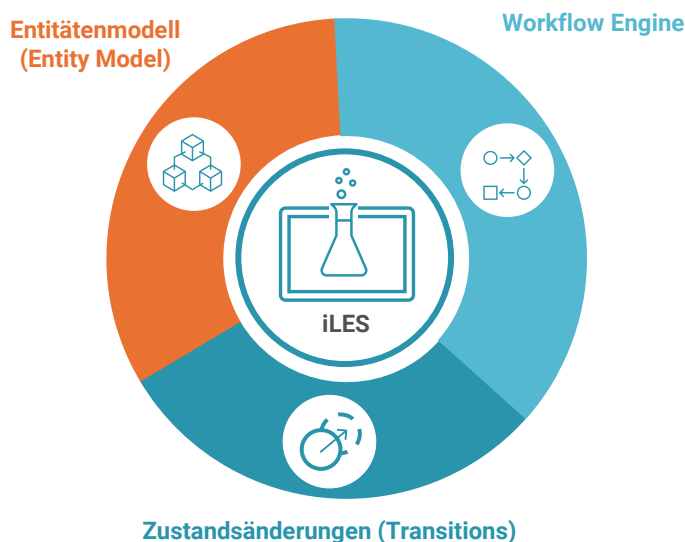 Entitätenmodell
(Entity Model)
Workflow Engine
iLES
Zustandsänderungen (Transitions)